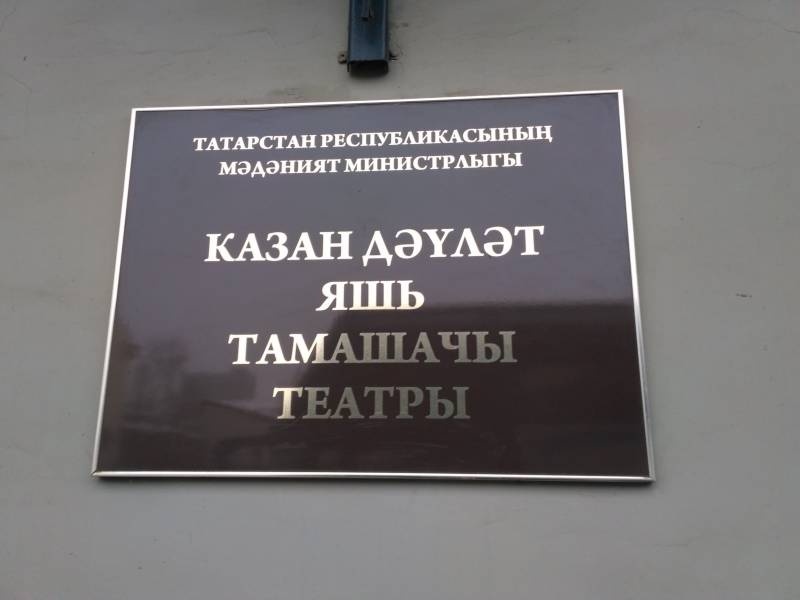 ТАТАРСТАН РЕСПУБЛИКАСЫНЫҢ
МӘДӘНИЯТ МИНИСТРЛЫГЫ
КАЗАН ДӘҮЛӘТ
ЯШЬ
ТАМАШАЧЫ
ТЕАТРЫ